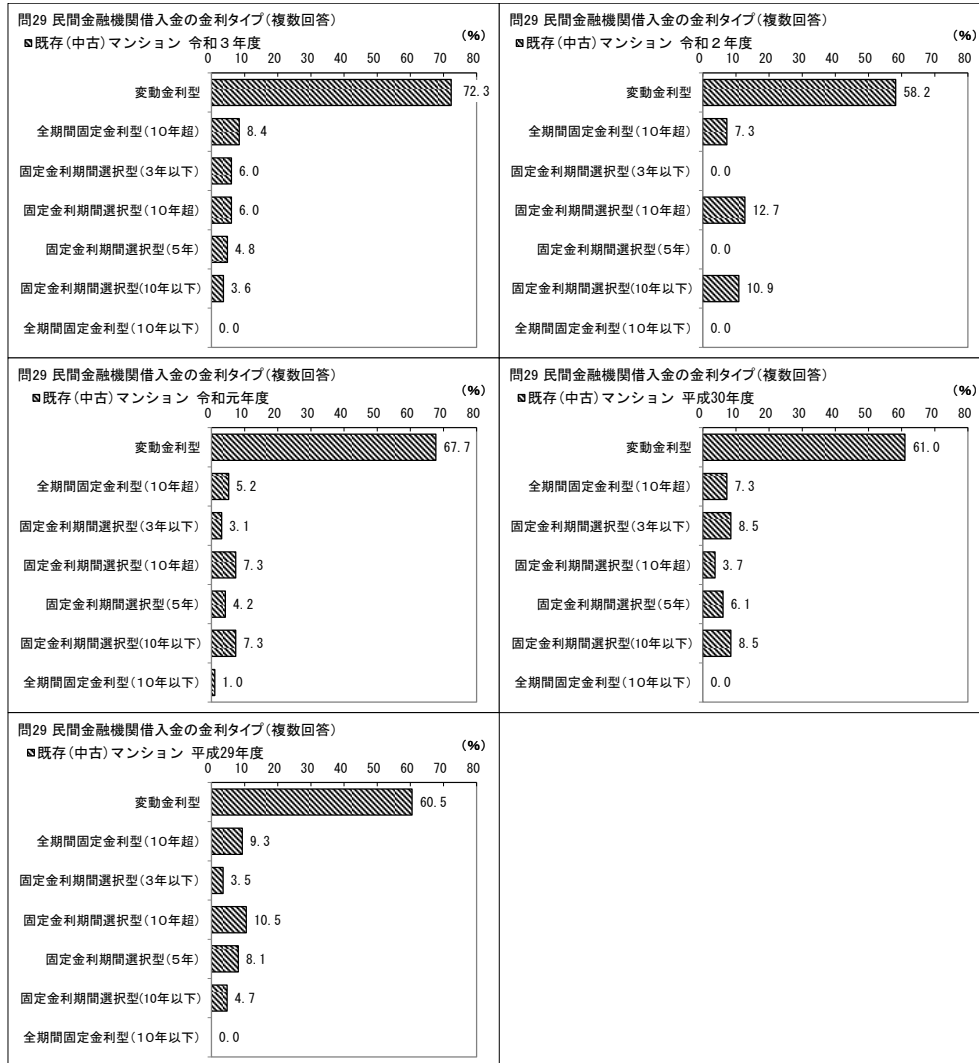 問29 民間金融機関借入金の金利タイプ(複数回答)
既存(中古)マンション 令和3年度
(%)
0 10 20 30 40 50 60 70 80
変動金利型 72.3
全期間固定金利型(10年超) 8.4
固定金利期間選択型(3年以下) 6.0
固定金利期間選択型(10年超) 6.0
固定金利期間選択型(5年) 4.8
固定金利期間選択型(10年以下) 3.6
全期間固定金利型(10年以下) 0.0
問29 民間金融機関借入金の金利タイプ(複数回答)
既存(中古)マンション 令和2年度
(%)
0 10 20 30 40 50 60 70 80
変動金利型 58.2
全期間固定金利型(10年超) 7.3
固定金利期間選択型(3年以下) 0.0
固定金利期間選択型(10年超) 12.7
固定金利期間選択型(5年) 0.0
固定金利期間選択型(10年以下) 10.9
全期間固定金利型(10年以下) 0.0
問29 民間金融機関借入金の金利タイプ(複数回答)
既存(中古)マンション 令和元年度
(%)
0 10 20 30 40 50 60 70 80
変動金利型 67.7
全期間固定金利型(10年超) 5.2
固定金利期間選択型(3年以下) 3.1
固定金利期間選択型(10年超) 7.3
固定金利期間選択型(5年) 4.2
固定金利期間選択型(10年以下) 7.3
全期間固定金利型(10年以下) 1.0
問29 民間金融機関借入金の金利タイプ(複数回答)
既存(中古)マンション 平成30年度
(%)
0 10 20 30 40 50 60 70 80
変動金利型 61.0
全期間固定金利型(10年超) 7.3
固定金利期間選択型(3年以下) 8.5
固定金利期間選択型(10年超) 3.7
固定金利期間選択型(5年) 6.1
固定金利期間選択型(10年以下) 8.5
全期間固定金利型(10年以下) 0.0
問29 民間金融機関借入金の金利タイプ(複数回答)
既存(中古)マンション 平成29年度
(%)
0 10 20 30 40 50 60 70 80
変動金利型 60.5
全期間固定金利型(10年超) 9.3
固定金利期間選択型(3年以下) 3.5
固定金利期間選択型(10年超) 10.5
固定金利期間選択型(5年) 8.1
固定金利期間選択型(10年以下) 4.7
全期間固定金利型(10年以下) 0.0